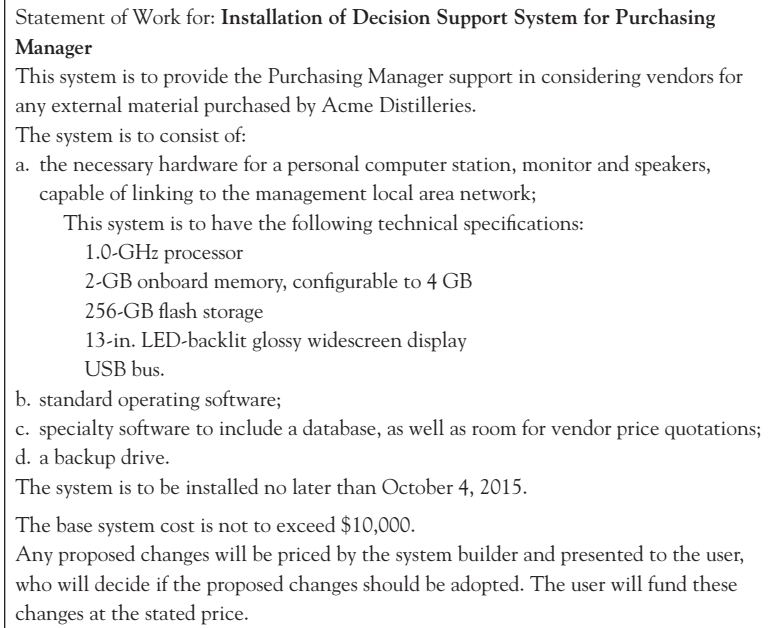 Statement of Work for: Installation of Decision Support System for Purchasing
Manager
This system is to provide the Purchasing Manager support in considering vendors for
any external material purchased by Acme Distilleries.
The system is to consist of:
a. the necessary hardware for a personal computer station, monitor and speakers,
capable of linking to the management local area network;
This system is to have the following technical specifications:
1.0-GHz processor
2-GB onboard memory, configurable to 4 GB
256-GB flash storage
13-in. LED-backlit glossy widescreen display
USB bus.
b. standard operating software;
c. specialty software to include a database, as well as room for vendor price quotations;
d. a backup drive.
The system is to be installed no later than October 4, 2015.
The base system cost is not to exceed $10,000.
Any proposed changes will be priced by the system builder and presented to the user,
who will decide if the proposed changes should be adopted. The user will fund these
changes at the stated price.